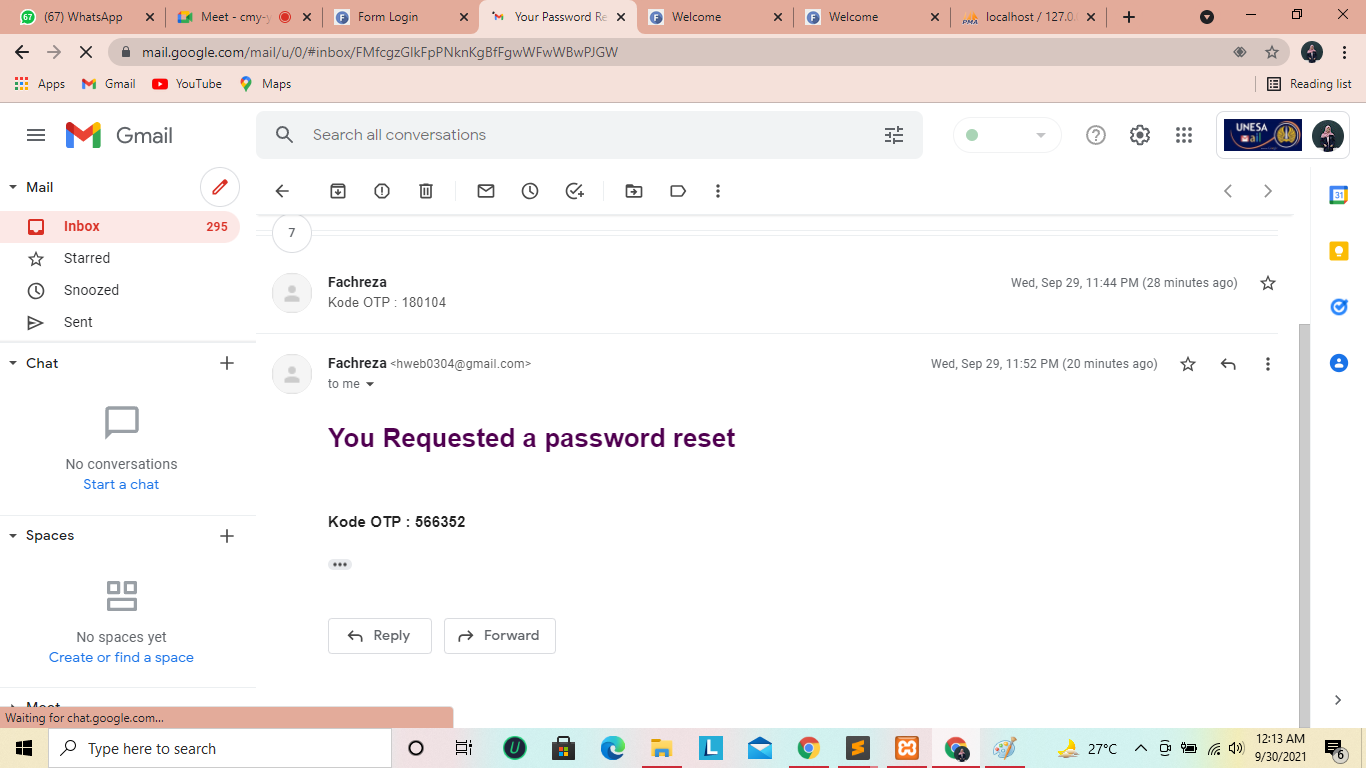 (67) WhatsApp
Meet - cmy-y
Form Login
Your Password Re
Welcome
Welcome
localhost / 127.0.
mail.google.com/mail/u/0/#inbox/FMfcgzGlkFpPNknKgBfFgwWFwWBwPJGW
Apps
Gmail
YouTube
Maps
Reading list
Gmail
Search all conversations
UNESA
Mail
Mail
Inbox
295
Starred
Snoozed
Sent
Chat
No conversations
Start a chat
Spaces
No spaces yet
Create or find a space
Meet
7
Fachreza
Wed, Sep 29, 11:44 PM (28 minutes ago)
Kode OTP : 180104
Fachreza <hweb0304@gmail.com>
Wed, Sep 29, 11:52 PM (20 minutes ago)
to me
You Requested a password reset
Kode OTP : 566352
Reply
Forward
31
Waiting for chat.google.com...
Type here to search
27°C
12:13 AM
9/30/2021
6